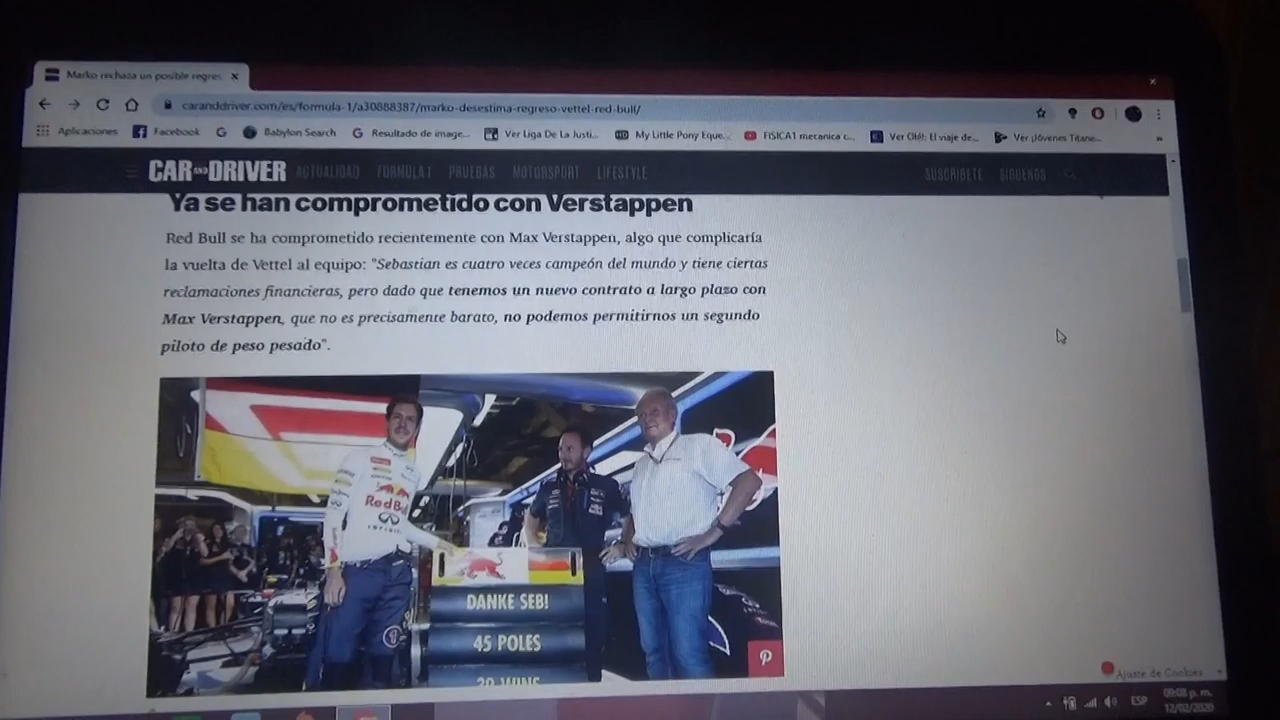 Marko rechaza un posible regres
caranddriver.com/es/formula-1/a30888387/marko-desestima-regreso-vettel-red-bull/
Aplicaciones Facebook Babylon Search Resultado de image... Ver Liga De La Justi... My Little Pony Eque... FISICA1 mecanica c... Ver Olé!: El viaje de... Ver ¡Jóvenes Titane...
CAR AND DRIVER ACTUALIDAD FORMULA 1 PRUEBAS MOTORSPORT LIFESTYLE SUSCRÍBETE SÍGUENOS
Ya se han comprometido con Verstappen
Red Bull se ha comprometido recientemente con Max Verstappen, algo que complicaría
la vuelta de Vettel al equipo: "Sebastian es cuatro veces campeón del mundo y tiene ciertas
reclamaciones financieras, pero dado que tenemos un nuevo contrato a largo plazo con
Max Verstappen, que no es precisamente barato, no podemos permitirnos un segundo
piloto de peso pesado".
Red B
INFINITI
DANKE SEB!
45 POLES
Ajuste de Cookies
ESP
09:08 p. m.
12/02/2020